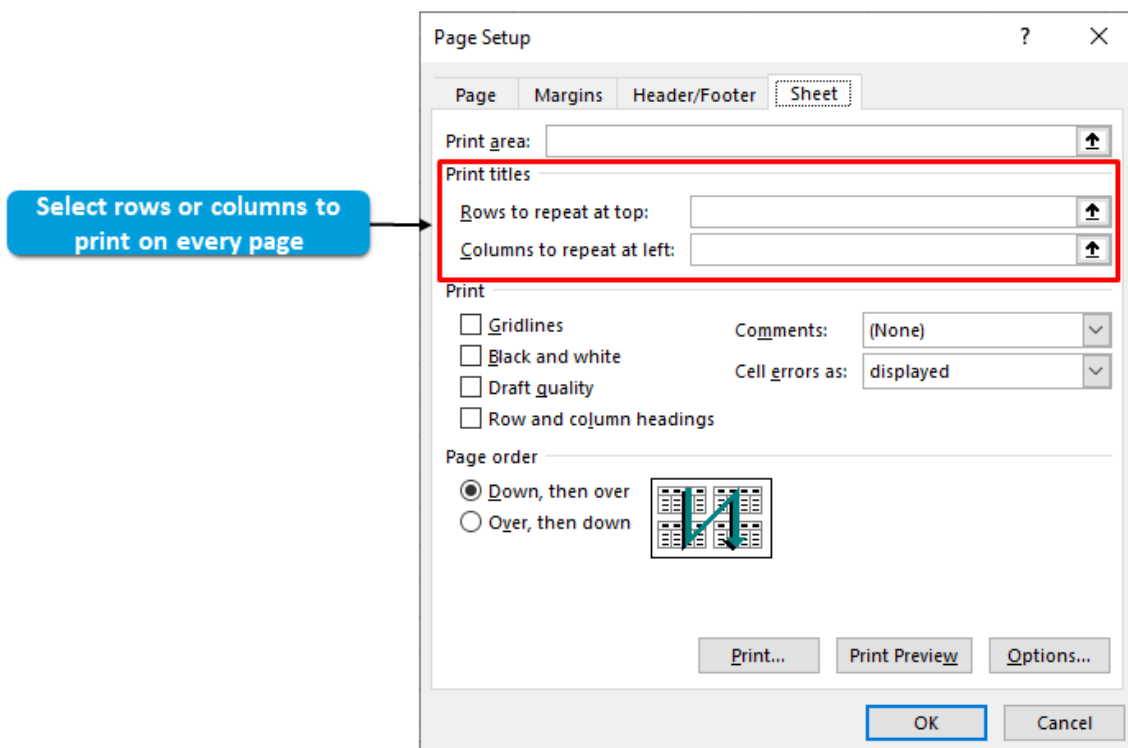 Page Setup
?
Page Margins Header/Footer Sheet
Print area:
Print titles
Select rows or columns to
print on every page
Rows to repeat at top:
Columns to repeat at left:
Print
Gridlines
Comments: (None)
Black and white
Cell errors as: displayed
Draft quality
Row and column headings
Page order
Down, then over
Over, then down
Print... Print Preview Options...
OK Cancel